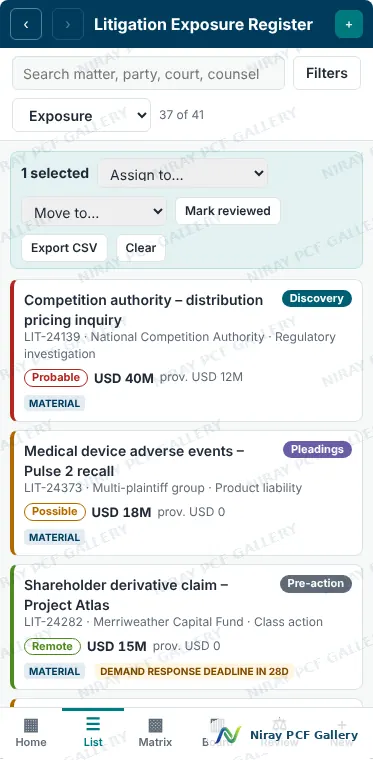 Litigation Exposure Register
+
Search matter, party, court, counsel
Filters
Exposure
37 of 41
1 selected
Assign to...
Move to...
Mark reviewed
Export CSV
Clear
Competition authority – distribution
pricing inquiry
Discovery
LIT-24139 · National Competition Authority · Regulatory
investigation
Probable
USD 40M
prov. USD 12M
MATERIAL
Medical device adverse events –
Pulse 2 recall
Pleadings
LIT-24373 · Multi-plaintiff group · Product liability
Possible
USD 18M
prov. USD 0
MATERIAL
Shareholder derivative claim –
Project Atlas
Pre-action
LIT-24282 · Merriweather Capital Fund · Class action
Remote
USD 15M
prov. USD 0
MATERIAL
DEMAND RESPONSE DEADLINE IN 28D
Home
List
Matrix
Review
New
Niray PCF Gallery
NIRAY PCF GALLERY